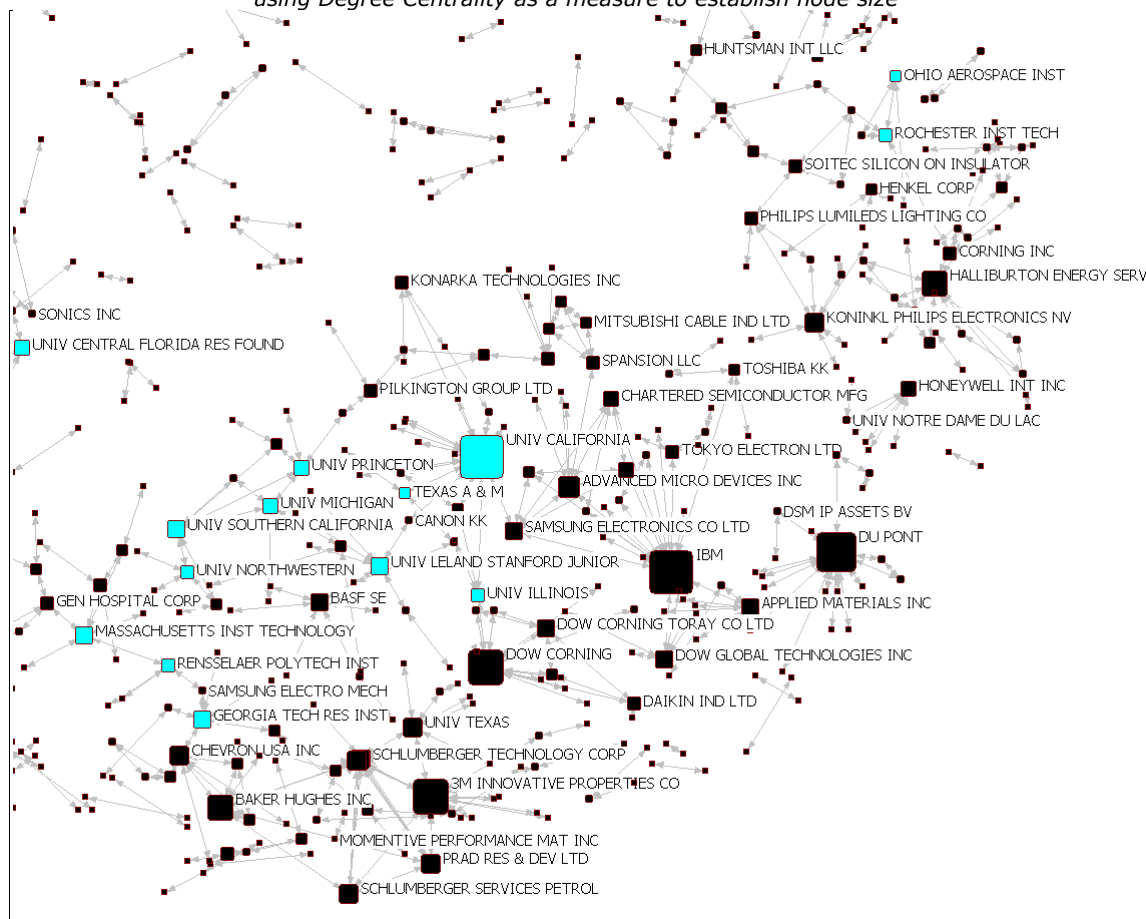 using Degree Centrality as a measure to establish node size
HUNTSMAN INT LLC
OHIO AEROSPACE INST
ROCHESTER INST TECH
SOITEC SILICON ON INSULATOR
HENKEL CORP
PHILIPS LUMILEDS LIGHTING CO
CORNING INC
HALLIBURTON ENERGY SERV
KONARKA TECHNOLOGIES INC
SONICS INC
MITSUBISHI CABLE IND LTD
KONINKL PHILIPS ELECTRONICS NV
UNIV CENTRAL FLORIDA RES FOUND
SPANSION LLC
TOSHIBA KK
PILKINGTON GROUP LTD
HONEYWELL INT INC
CHARTERED SEMICONDUCTOR MFG
UNIV NOTRE DAME DU LAC
UNIV CALIFORNIA
TOKYO ELECTRON LTD
UNIV PRINCETON
ADVANCED MICRO DEVICES INC
TEXAS A & M
UNIV MICHIGAN
DSM IP ASSETS BV
CANON KK
UNIV SOUTHERN CALIFORNIA
SAMSUNG ELECTRONICS CO LTD
DU PONT
IBM
UNIV LELAND STANFORD JUNIOR
UNIV NORTHWESTERN
UNIV ILLINOIS
BASF SE
GEN HOSPITAL CORP
APPLIED MATERIALS INC
DOW CORNING TORAY CO LTD
MASSACHUSETTS INST TECHNOLOGY
DOW CORNING
DOW GLOBAL TECHNOLOGIES INC
RENSSELAER POLYTECH INST
SAMSUNG ELECTRO MECH
DAIKIN IND LTD
GEORGIA TECH RES INST
UNIV TEXAS
CHEVRON USA INC
SCHLUMBERGER TECHNOLOGY CORP
3M INNOVATIVE PROPERTIES CO
BAKER HUGHES INC
MOMENTIVE PERFORMANCE MAT INC
PRAD RES & DEV LTD
SCHLUMBERGER SERVICES PETROL